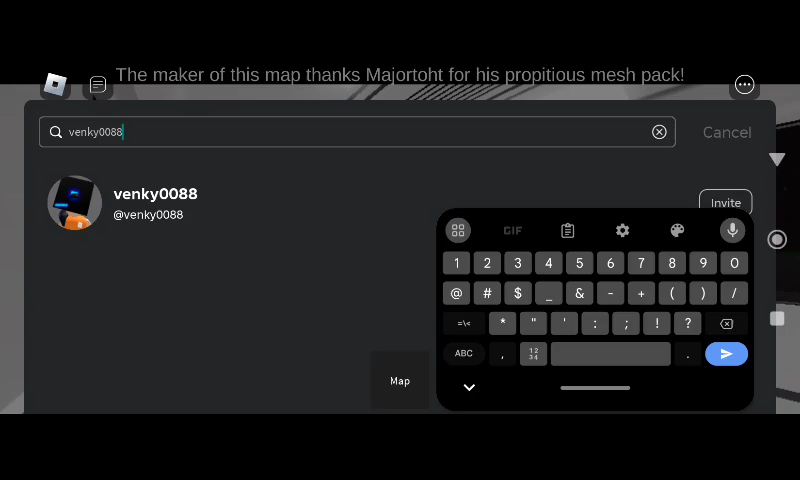 The maker of this map thanks Majortoht for his propitious mesh pack!
venky0088
Cancel
venky0088
@venky0088
Invite
GIF
1 2 3 4 5 6 7 8 9 0
@ # $ _ & - + ( ) /
=\< * " ' : ; ! ?
ABC , 12 34 .
Map